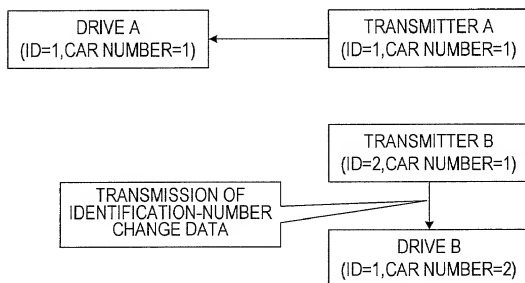 DRIVE A
(ID=1,CAR NUMBER=1)
TRANSMITTER A
(ID=1,CAR NUMBER=1)
TRANSMITTER B
(ID=2,CAR NUMBER=1)
TRANSMISSION OF
IDENTIFICATION-NUMBER
CHANGE DATA
DRIVE B
(ID=1,CAR NUMBER=2)